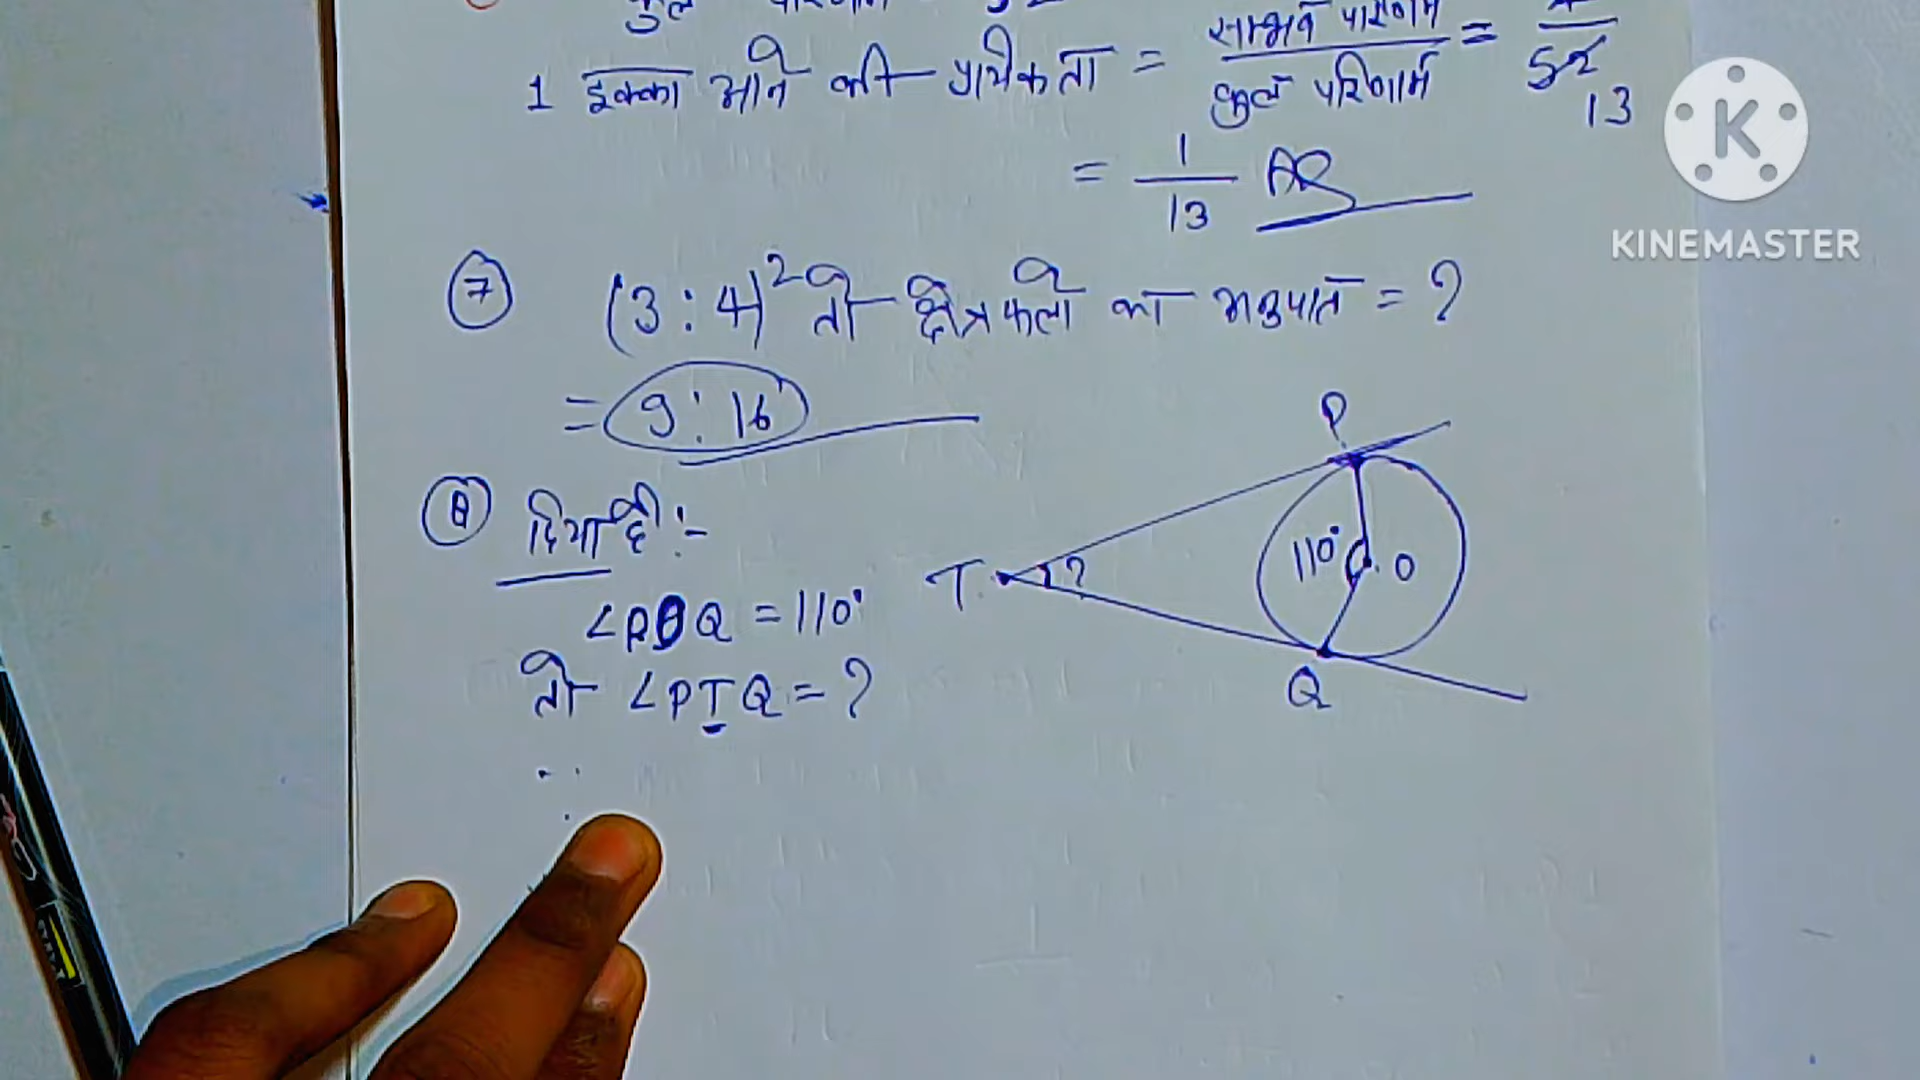 कुल परिणाम
1 इक्का आने की प्रायिकता = सम्भव परिणाम / कुल परिणाम = 4/52 13
= 1/13 Ans
KINEMASTER
7 (3:4)² तो क्षेत्रफलो का अनुपात = ?
= 9:16
8 दिया है :-
∠POQ = 110°
तो ∠PTQ = ?
P
T ?
110° O
Q